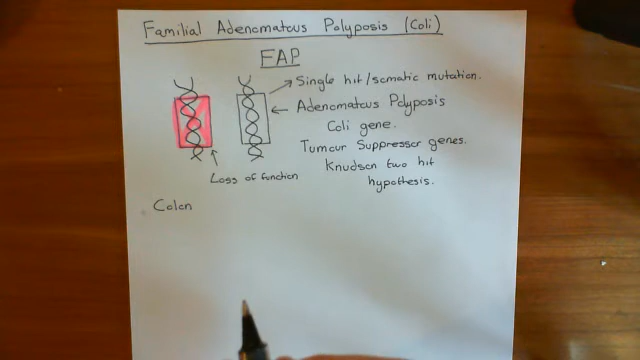 Familial Adenomatous Polyposis (Coli)
FAP
Single hit/somatic mutation.
Adenomatous Polyposis
Coli gene.
Tumour Suppressor genes.
Knudson two hit
hypothesis.
Loss of function
Colon